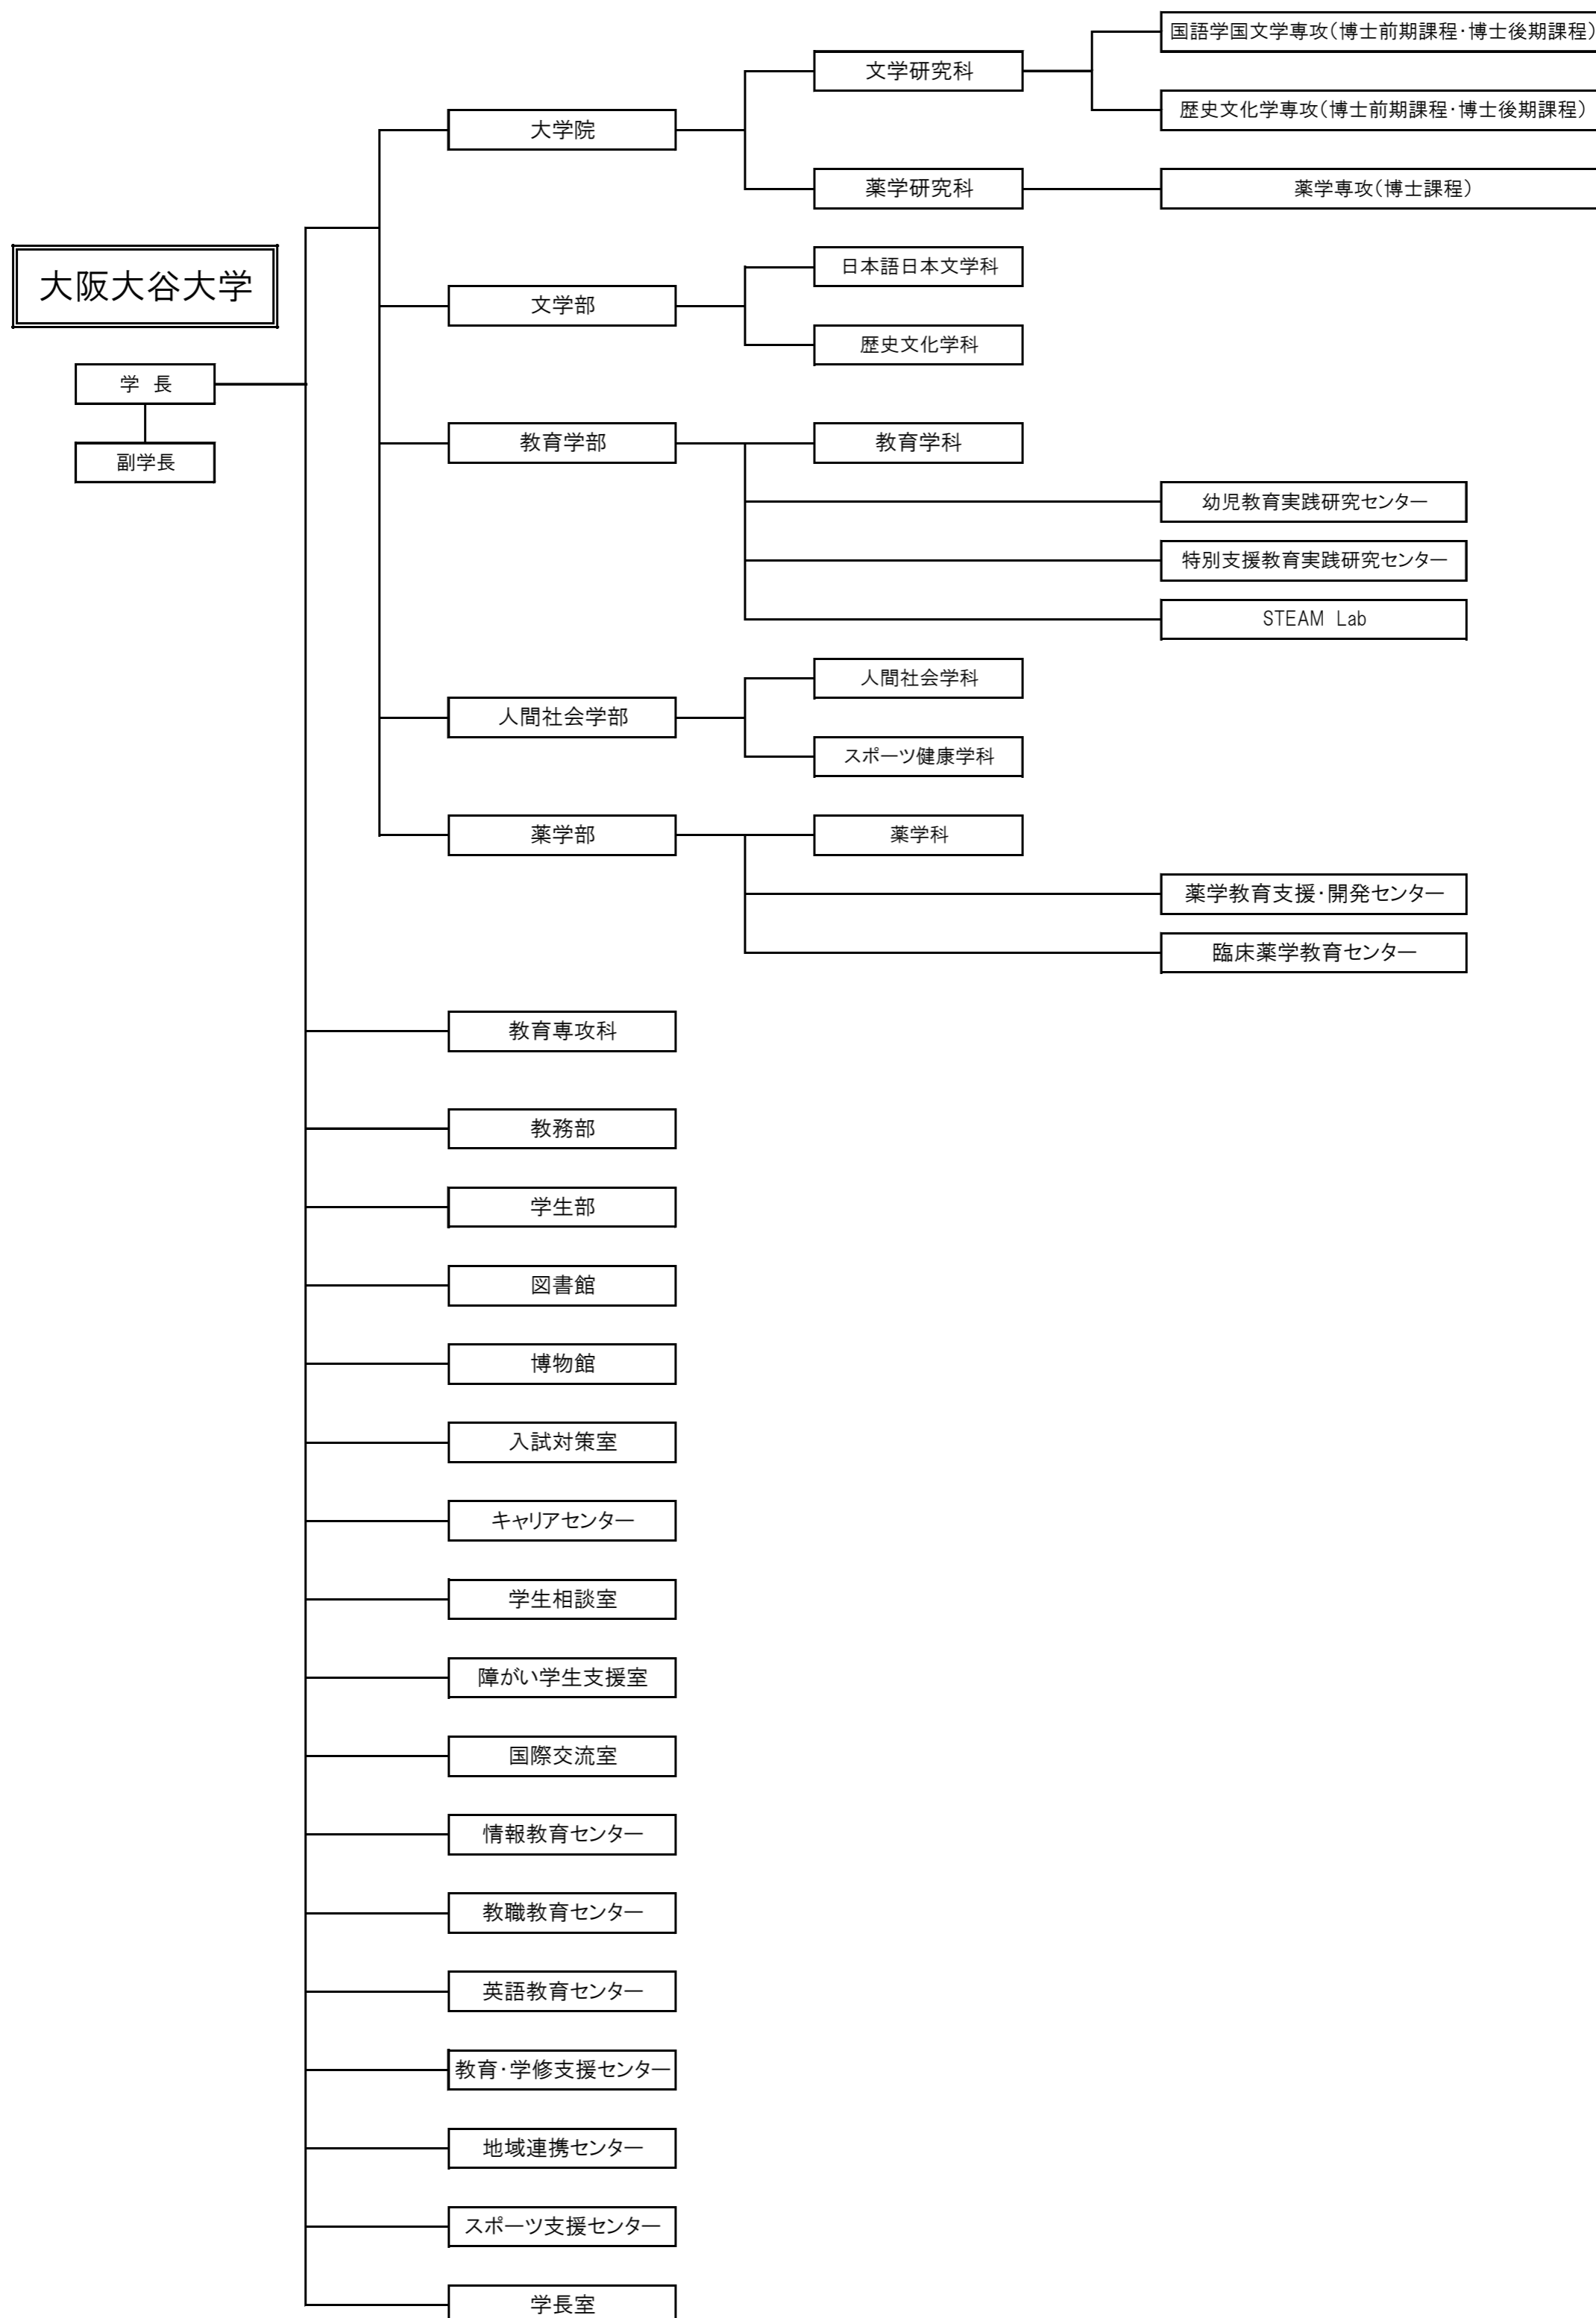 国語学国文学専攻(博士前期課程・博士後期課程)
文学研究科
歴史文化学専攻(博士前期課程・博士後期課程)
大学院
薬学研究科
薬学専攻(博士課程)
大阪大谷大学
日本語日本文学科
文学部
歴史文化学科
学 長
副学長
教育学部
教育学科
幼児教育実践研究センター
特別支援教育実践研究センター
STEAM Lab
人間社会学科
人間社会学部
スポーツ健康学科
薬学部
薬学科
薬学教育支援・開発センター
臨床薬学教育センター
教育専攻科
教務部
学生部
図書館
博物館
入試対策室
キャリアセンター
学生相談室
障がい学生支援室
国際交流室
情報教育センター
教職教育センター
英語教育センター
教育・学修支援センター
地域連携センター
スポーツ支援センター
学長室